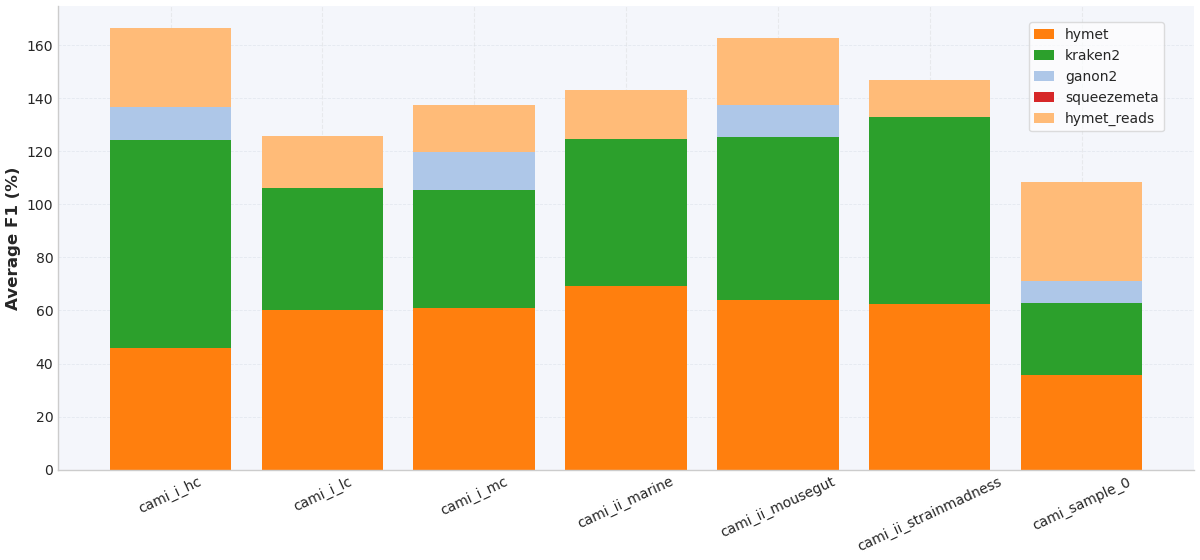 Average F1 (%)
160
140
120
100
80
60
40
20
0
hymet
kraken2
ganon2
squeezemeta
hymet_reads
cami_i_hc
cami_i_lc
cami_i_mc
cami_ii_marine
cami_ii_mousegut
cami_ii_strainmadness
cami_sample_0